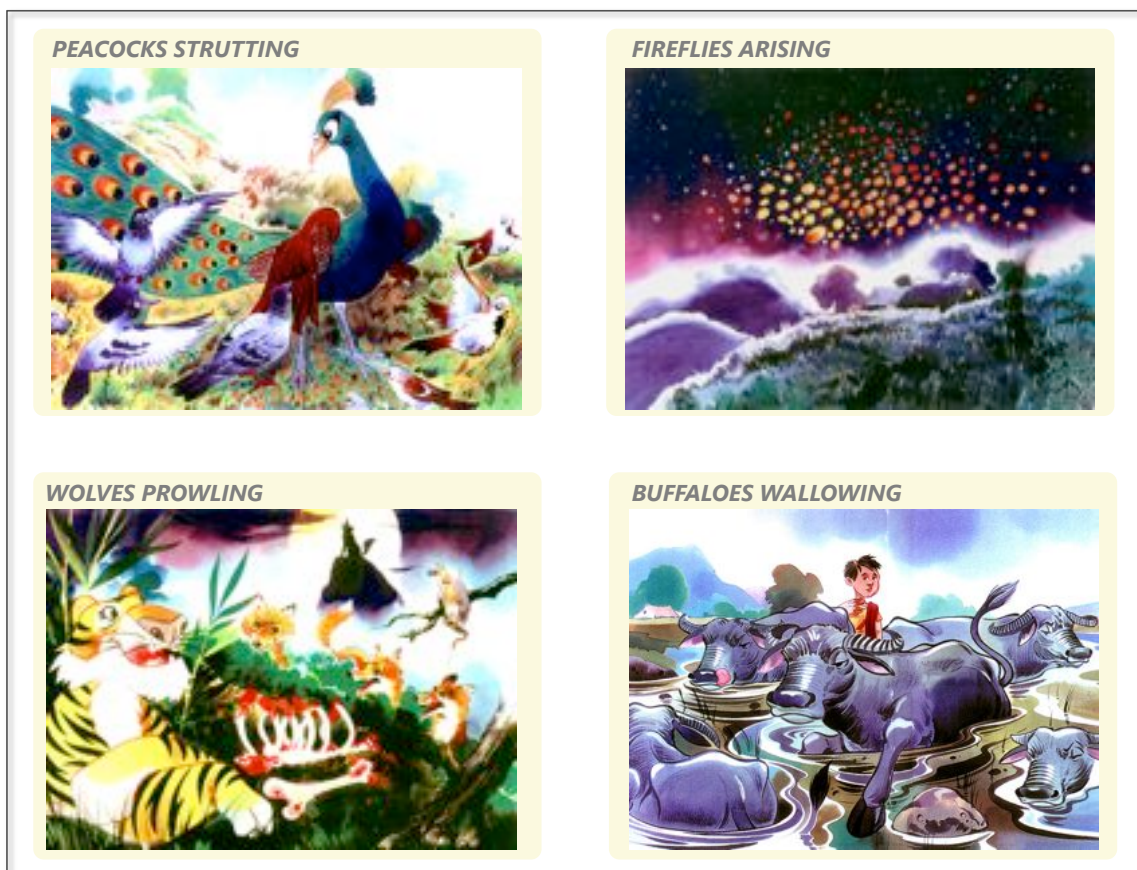 PEACOCKS STRUTTING
FIREFLIES ARISING
WOLVES PROWLING
BUFFALOES WALLOWING